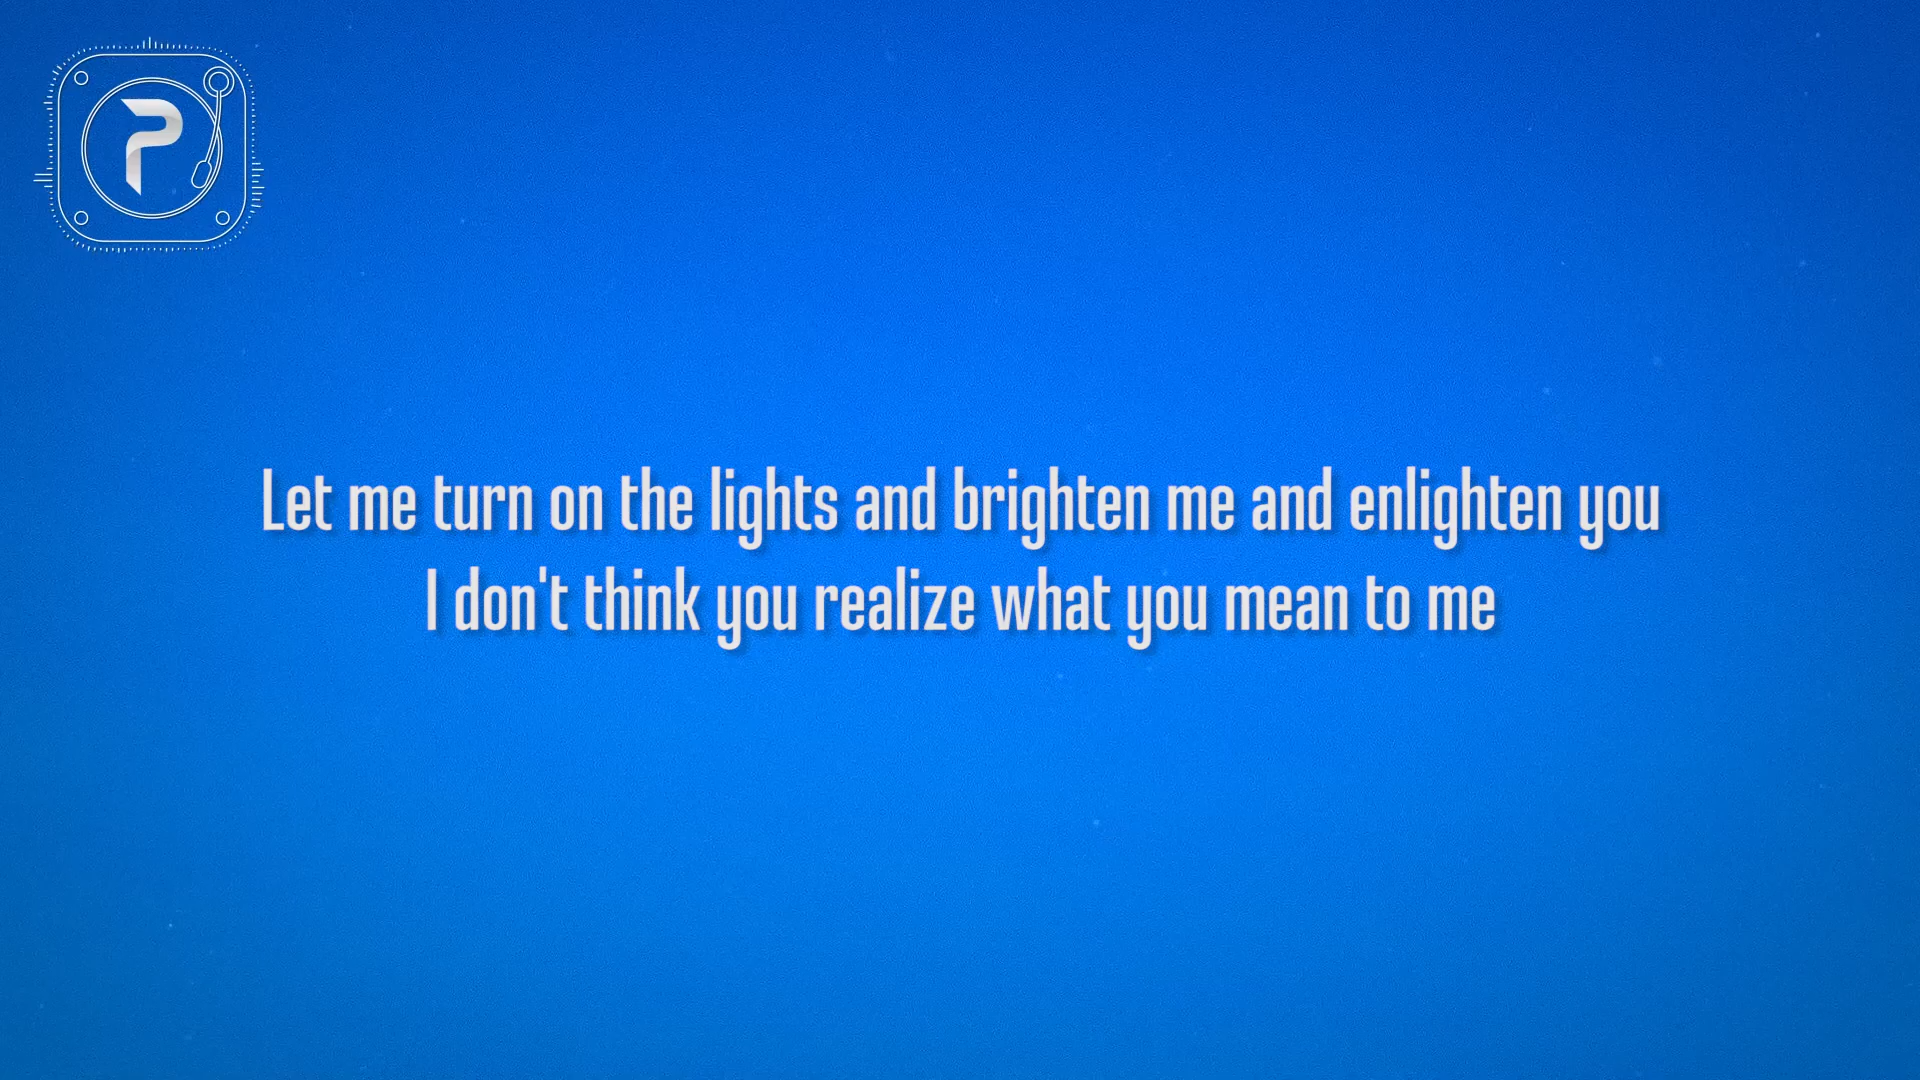 P
Let me turn on the lights and brighten me and enlighten you
I don't think you realize what you mean to me